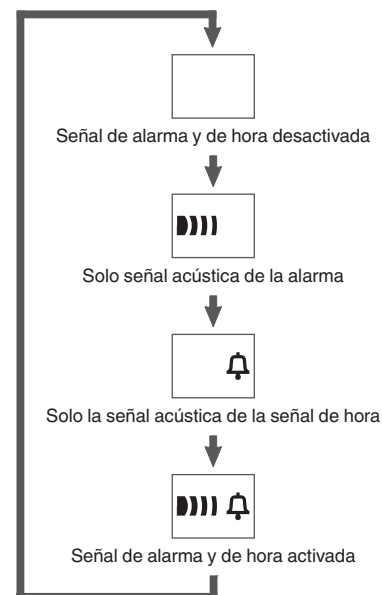 Señal de alarma y de hora desactivada
Solo señal acústica de la alarma
Solo la señal acústica de la señal de hora
Señal de alarma y de hora activada